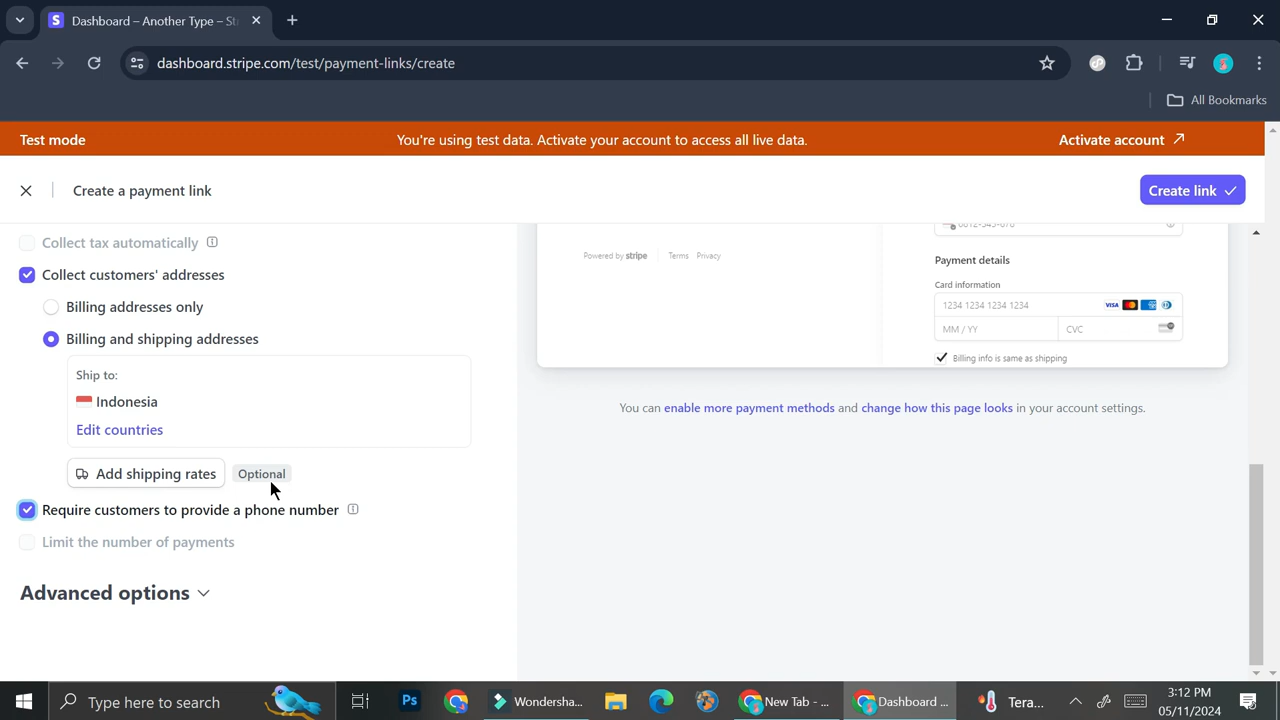 Dashboard – Another Type – St
dashboard.stripe.com/test/payment-links/create
All Bookmarks
Test mode
You're using test data. Activate your account to access all live data.
Activate account
Create a payment link
Create link
Collect tax automatically
Collect customers' addresses
Billing addresses only
Billing and shipping addresses
Ship to:
Indonesia
Edit countries
Add shipping rates
Optional
Require customers to provide a phone number
Limit the number of payments
Advanced options
Powered by stripe
Terms Privacy
Payment details
Card information
1234 1234 1234 1234
VISA
MM / YY
CVC
Billing info is same as shipping
You can enable more payment methods and change how this page looks in your account settings.
Type here to search
Ps
Wondersha...
New Tab - ...
Dashboard ...
Tera...
3:12 PM
05/11/2024